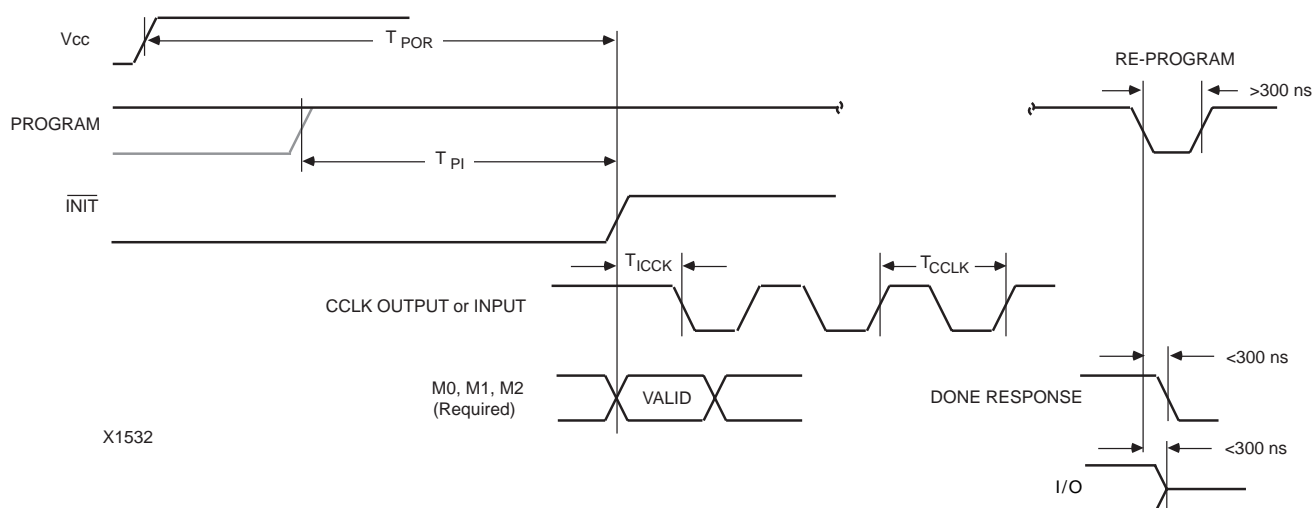 Vcc
T POR
RE-PROGRAM
>300 ns
PROGRAM
T PI
INIT
T ICCK
T CCLK
CCLK OUTPUT or INPUT
<300 ns
M0, M1, M2
(Required)
VALID
DONE RESPONSE
X1532
<300 ns
I/O